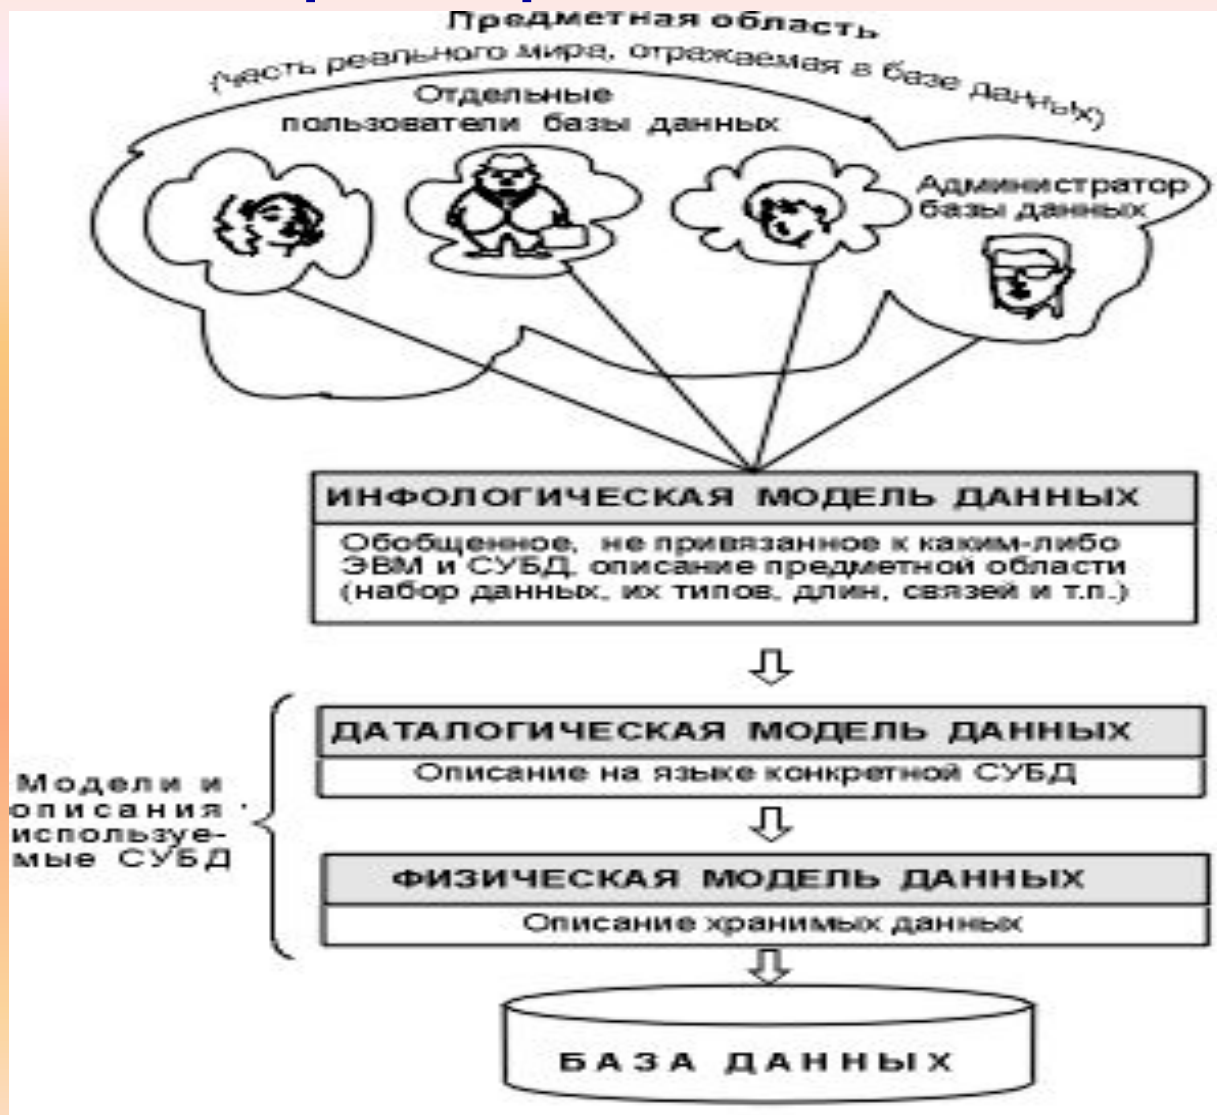 Предметная область
(часть реального мира, отражаемая в базе данных)
Отдельные
пользователи базы данных
Администратор
базы данных
ИНФОЛОГИЧЕСКАЯ МОДЕЛЬ ДАННЫХ
Обобщенное, не привязанное к каким-либо
ЭВМ и СУБД, описание предметной области
(набор данных, их типов, длин, связей и т.п.)
ДАТАЛОГИЧЕСКАЯ МОДЕЛЬ ДАННЫХ
Описание на языке конкретной СУБД
Модели и
описания
используе-
мые СУБД
ФИЗИЧЕСКАЯ МОДЕЛЬ ДАННЫХ
Описание хранимых данных
БАЗА ДАННЫХ